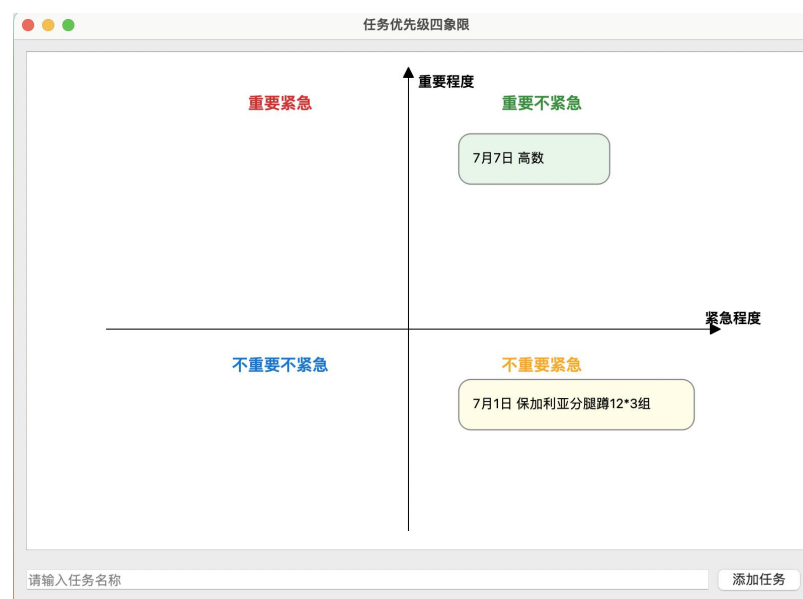 任务优先级四象限
重要程度
重要紧急
重要不紧急
7月7日 高数
紧急程度
不重要不紧急
不重要紧急
7月1日 保加利亚分腿蹲12*3组
请输入任务名称
添加任务